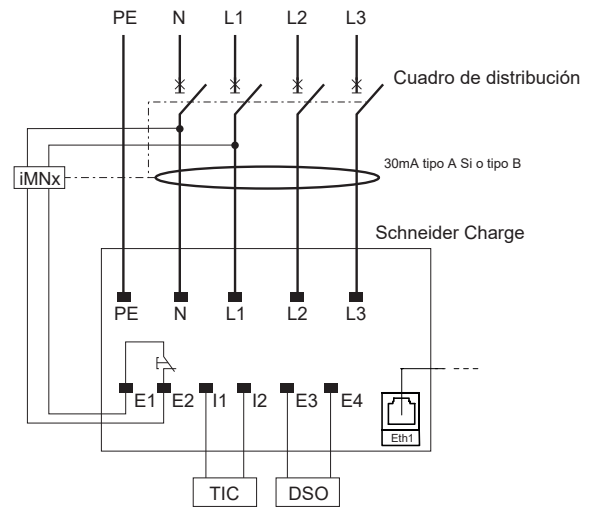 PE N L1 L2 L3
Cuadro de distribución
30mA tipo A Si o tipo B
iMNx
Schneider Charge
PE N L1 L2 L3
E1 E2 I1 I2 E3 E4
Eth1
TIC DSO